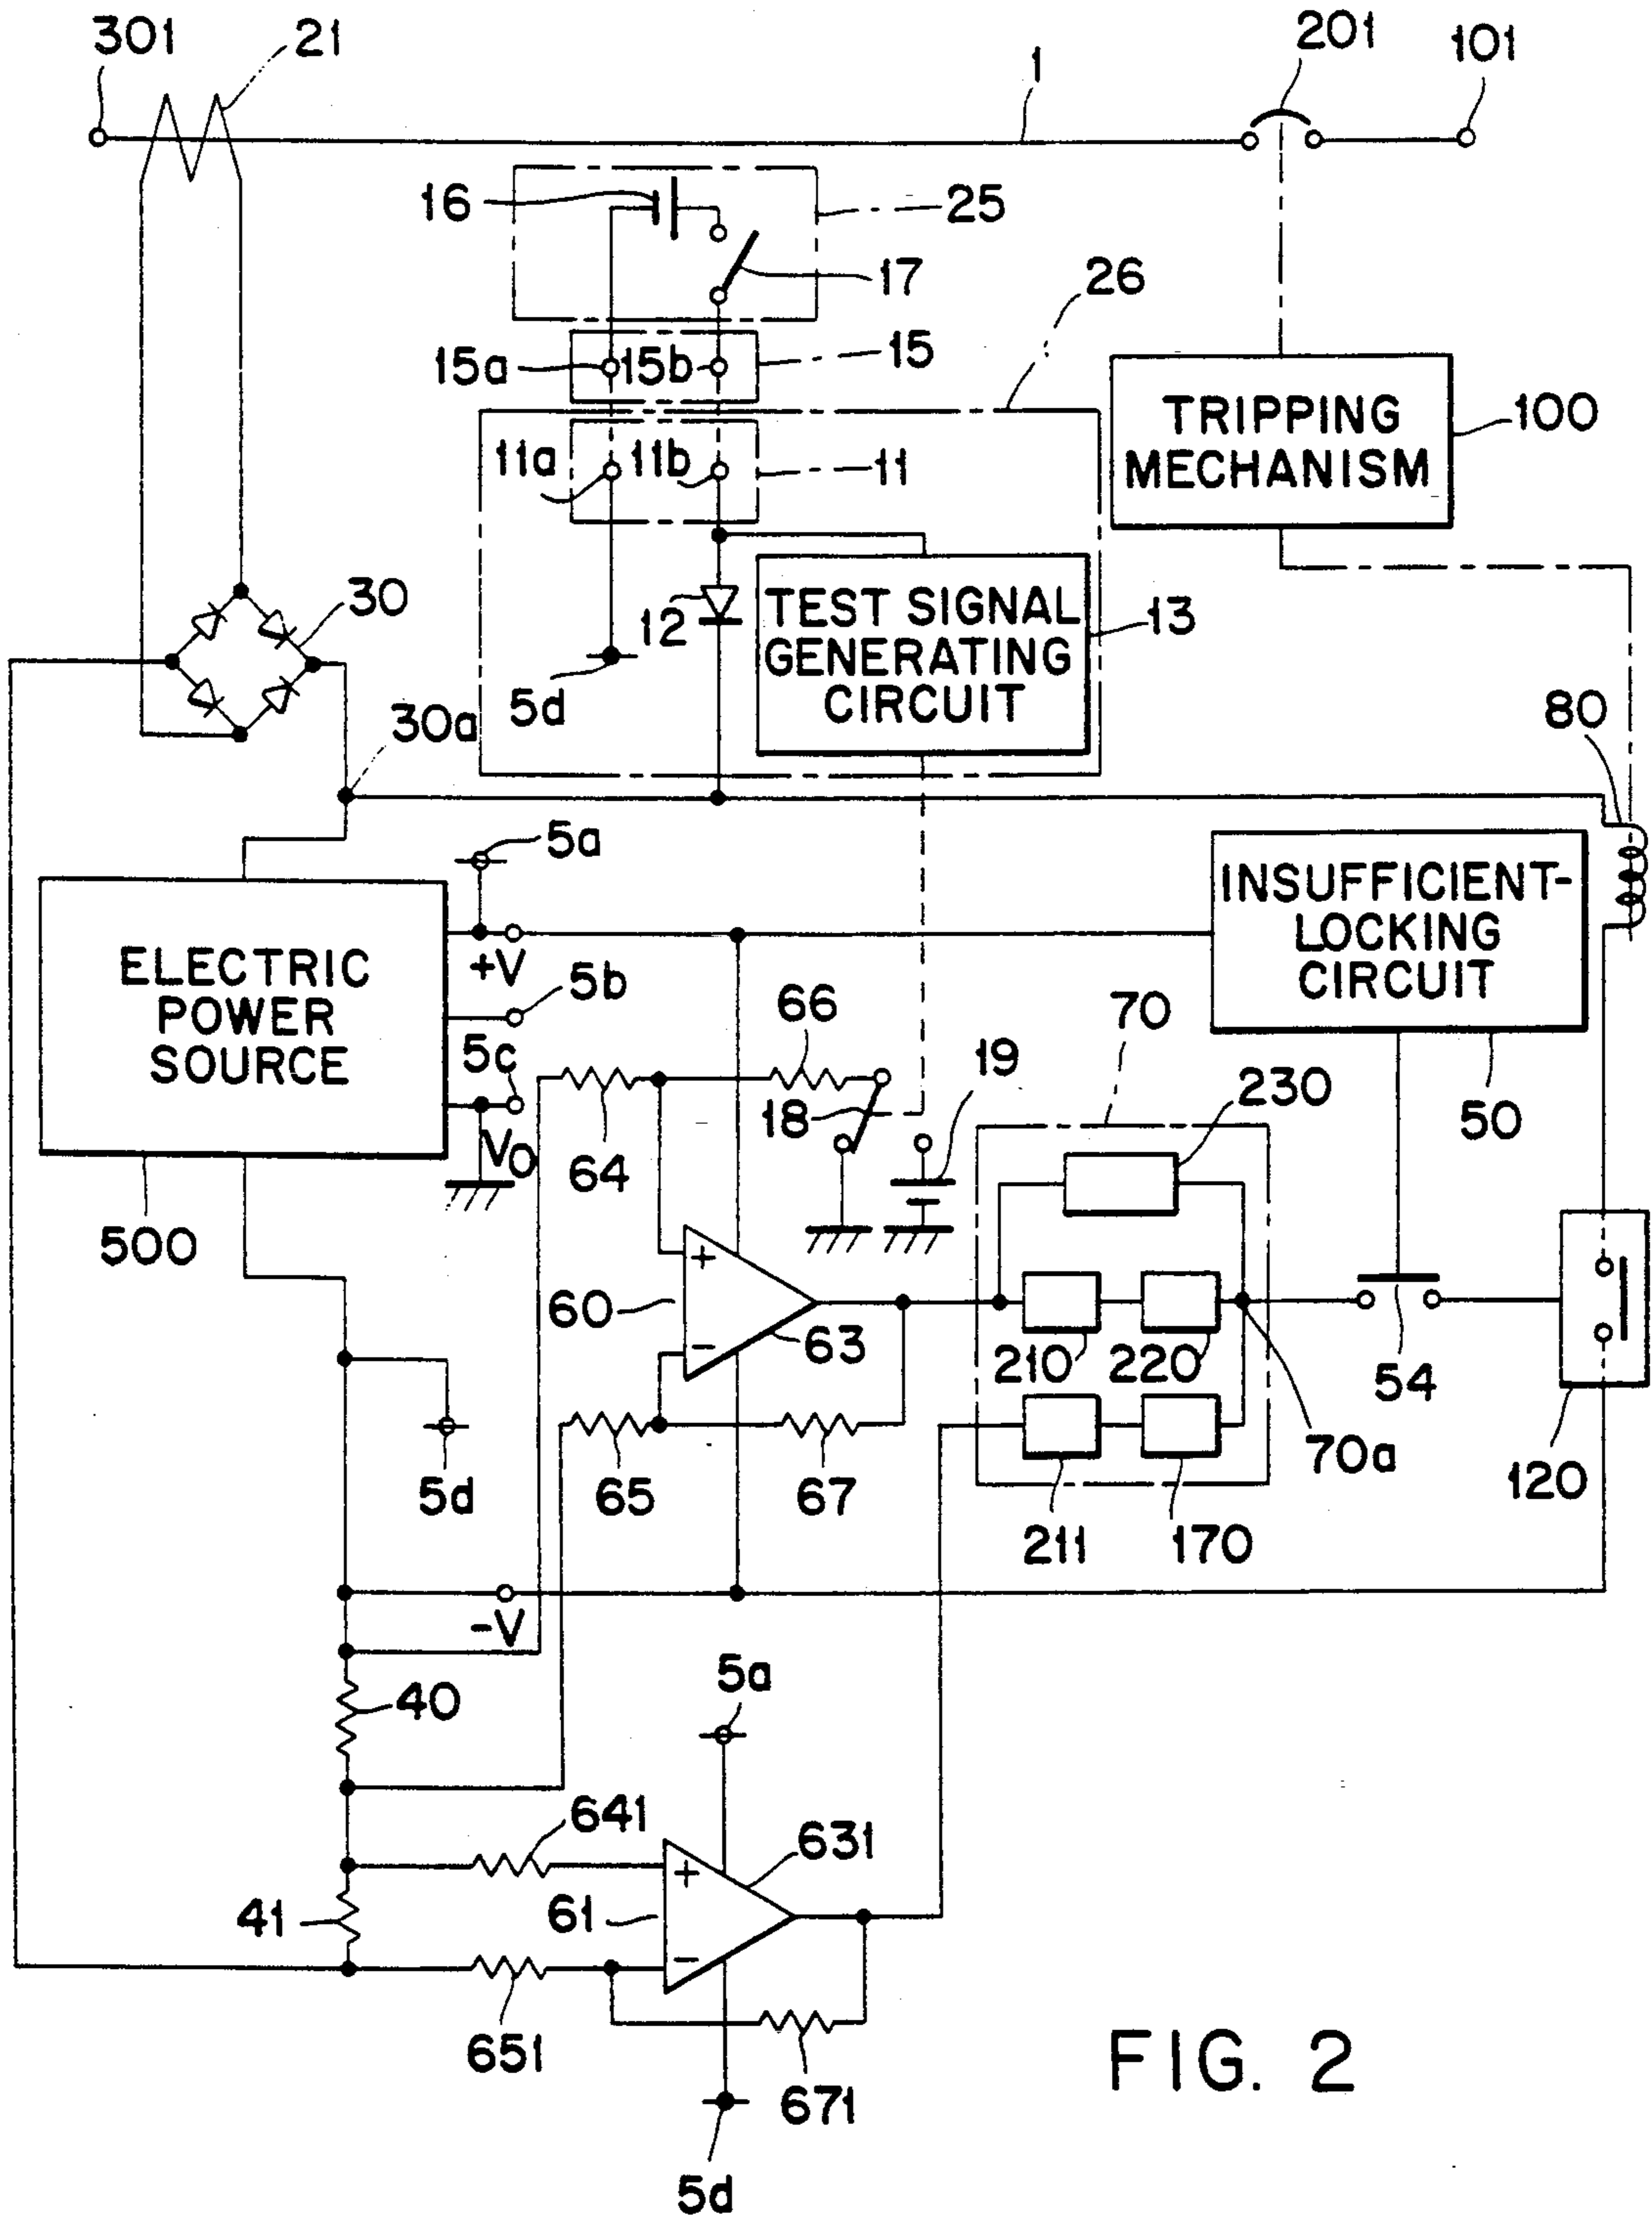 301
21
1
201
101
16
25
17
26
15a
15b
15
11a
11b
11
TRIPPING
MECHANISM
100
30
12
TEST SIGNAL
GENERATING
CIRCUIT
13
5d
30a
80
5a
INSUFFICIENT-
LOCKING
CIRCUIT
ELECTRIC
POWER
SOURCE
+V
5b
5c
66
70
19
230
50
18
V0
64
500
+
60
63
-
210
220
54
5d
65
67
70a
120
211
170
-V
40
5a
641
631
+
41
61
-
651
671
5d
FIG. 2